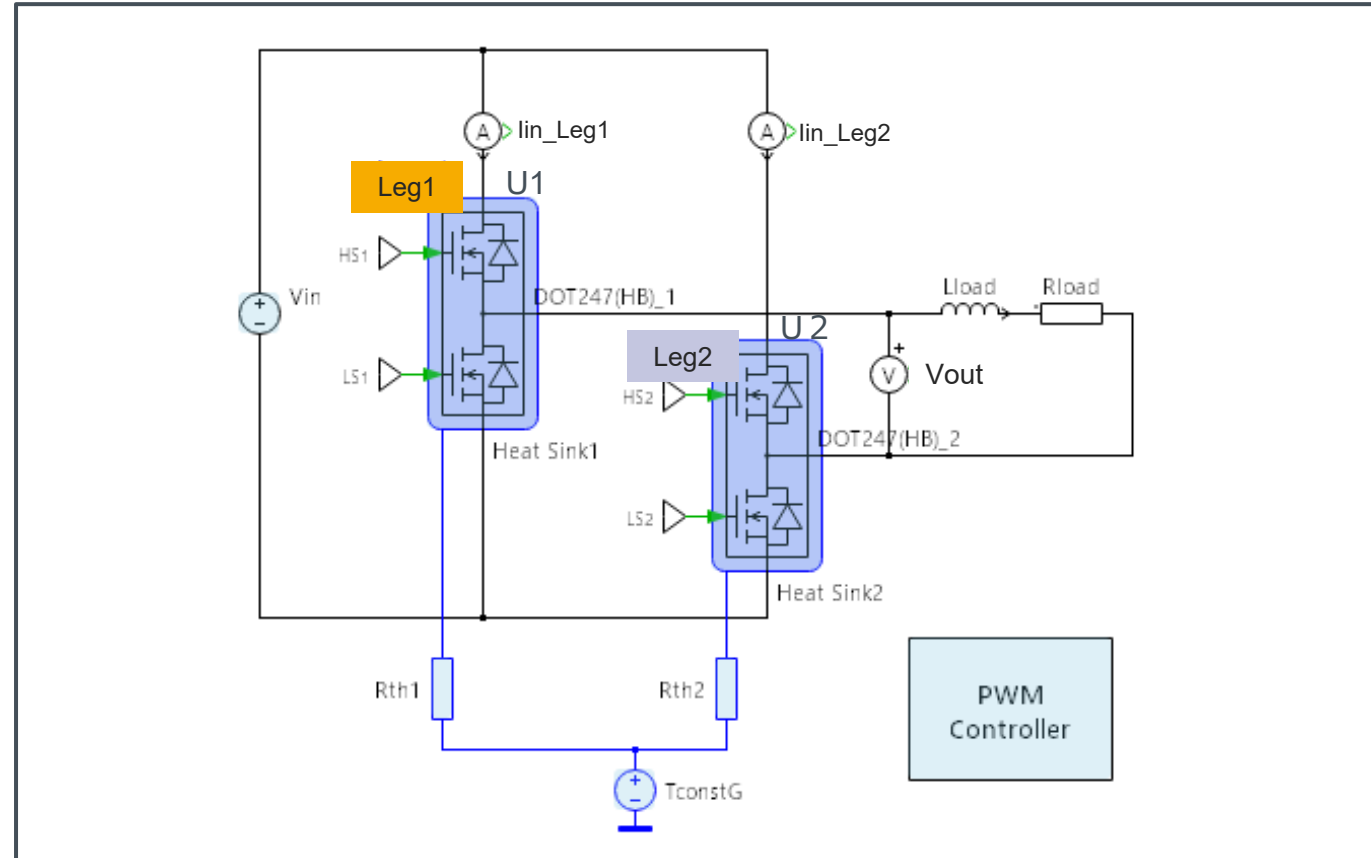 A
Iin_Leg1
A
Iin_Leg2
Leg1
U1
HS1
Vin
DOT247(HB)_1
Lload
Rload
U 2
Leg2
LS1
HS2
V
Vout
DOT247(HB)_2
Heat Sink1
LS2
Heat Sink2
Rth1
Rth2
PWM
Controller
TconstG